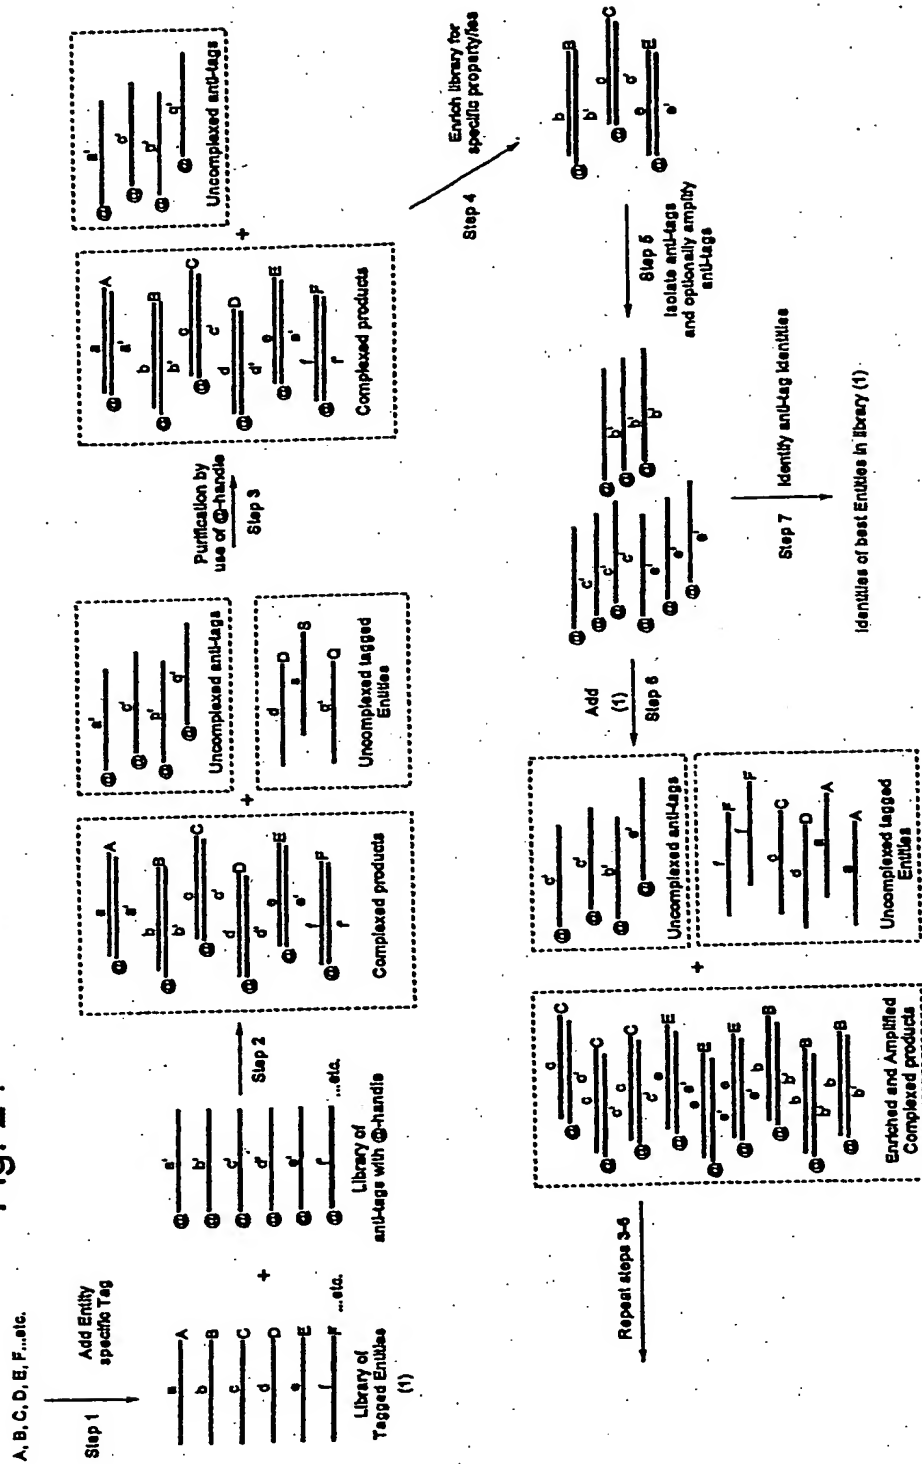 A, B, C, D, E, F...etc.
Step 1
Add Entity
specific Tag
a
A
b
B
c
C
d
D
e
E
f
F
...etc.
Library of
Tagged Entities
(1)
+
@
a'
@
b'
@
c'
@
d'
@
e'
@
f'
...etc.
Library of
anti-tags with @-handle
Step 2
a
A
@
a'
b
B
@
b'
c
C
@
c'
d
D
@
d'
e
E
@
e'
f
F
@
f'
Complexed products
+
@
a'
@
c'
@
p'
@
q'
Uncomplexed anti-tags
d
D
s
S
q'
Q
Uncomplexed tagged
Entities
Purification by
use of @-handle
Step 3
a
A
@
a'
b
B
@
b'
c
C
@
c'
d
D
@
d'
e
E
@
e'
f
F
@
f'
Complexed products
+
@
a'
@
c'
@
p'
@
q'
Uncomplexed anti-tags
Step 4
Enrich library for
specific property/ies
b
B
@
b'
c
C
@
c'
e
E
@
e'
Step 5
Isolate anti-tags
and optionally amplify
anti-tags
@
c'
@
c'
@
c'
@
e'
@
e'
@
e'
@
b'
@
b'
@
b'
Step 7
Identify anti-tag identities
Identities of best Entities in library (1)
Add
(1)
Step 6
@
c'
@
c'
@
b'
@
e'
Uncomplexed anti-tags
f
F
f
F
c
C
d
D
a
A
a
A
Uncomplexed tagged
Entities
+
c
C
@
c'
c
C
@
c'
c
C
@
c'
e
E
@
e'
e
E
@
e'
e
E
@
e'
b
B
@
b'
b
B
@
b'
b
B
@
b'
Enriched and Amplified
Complexed products
Repeat steps 3-6